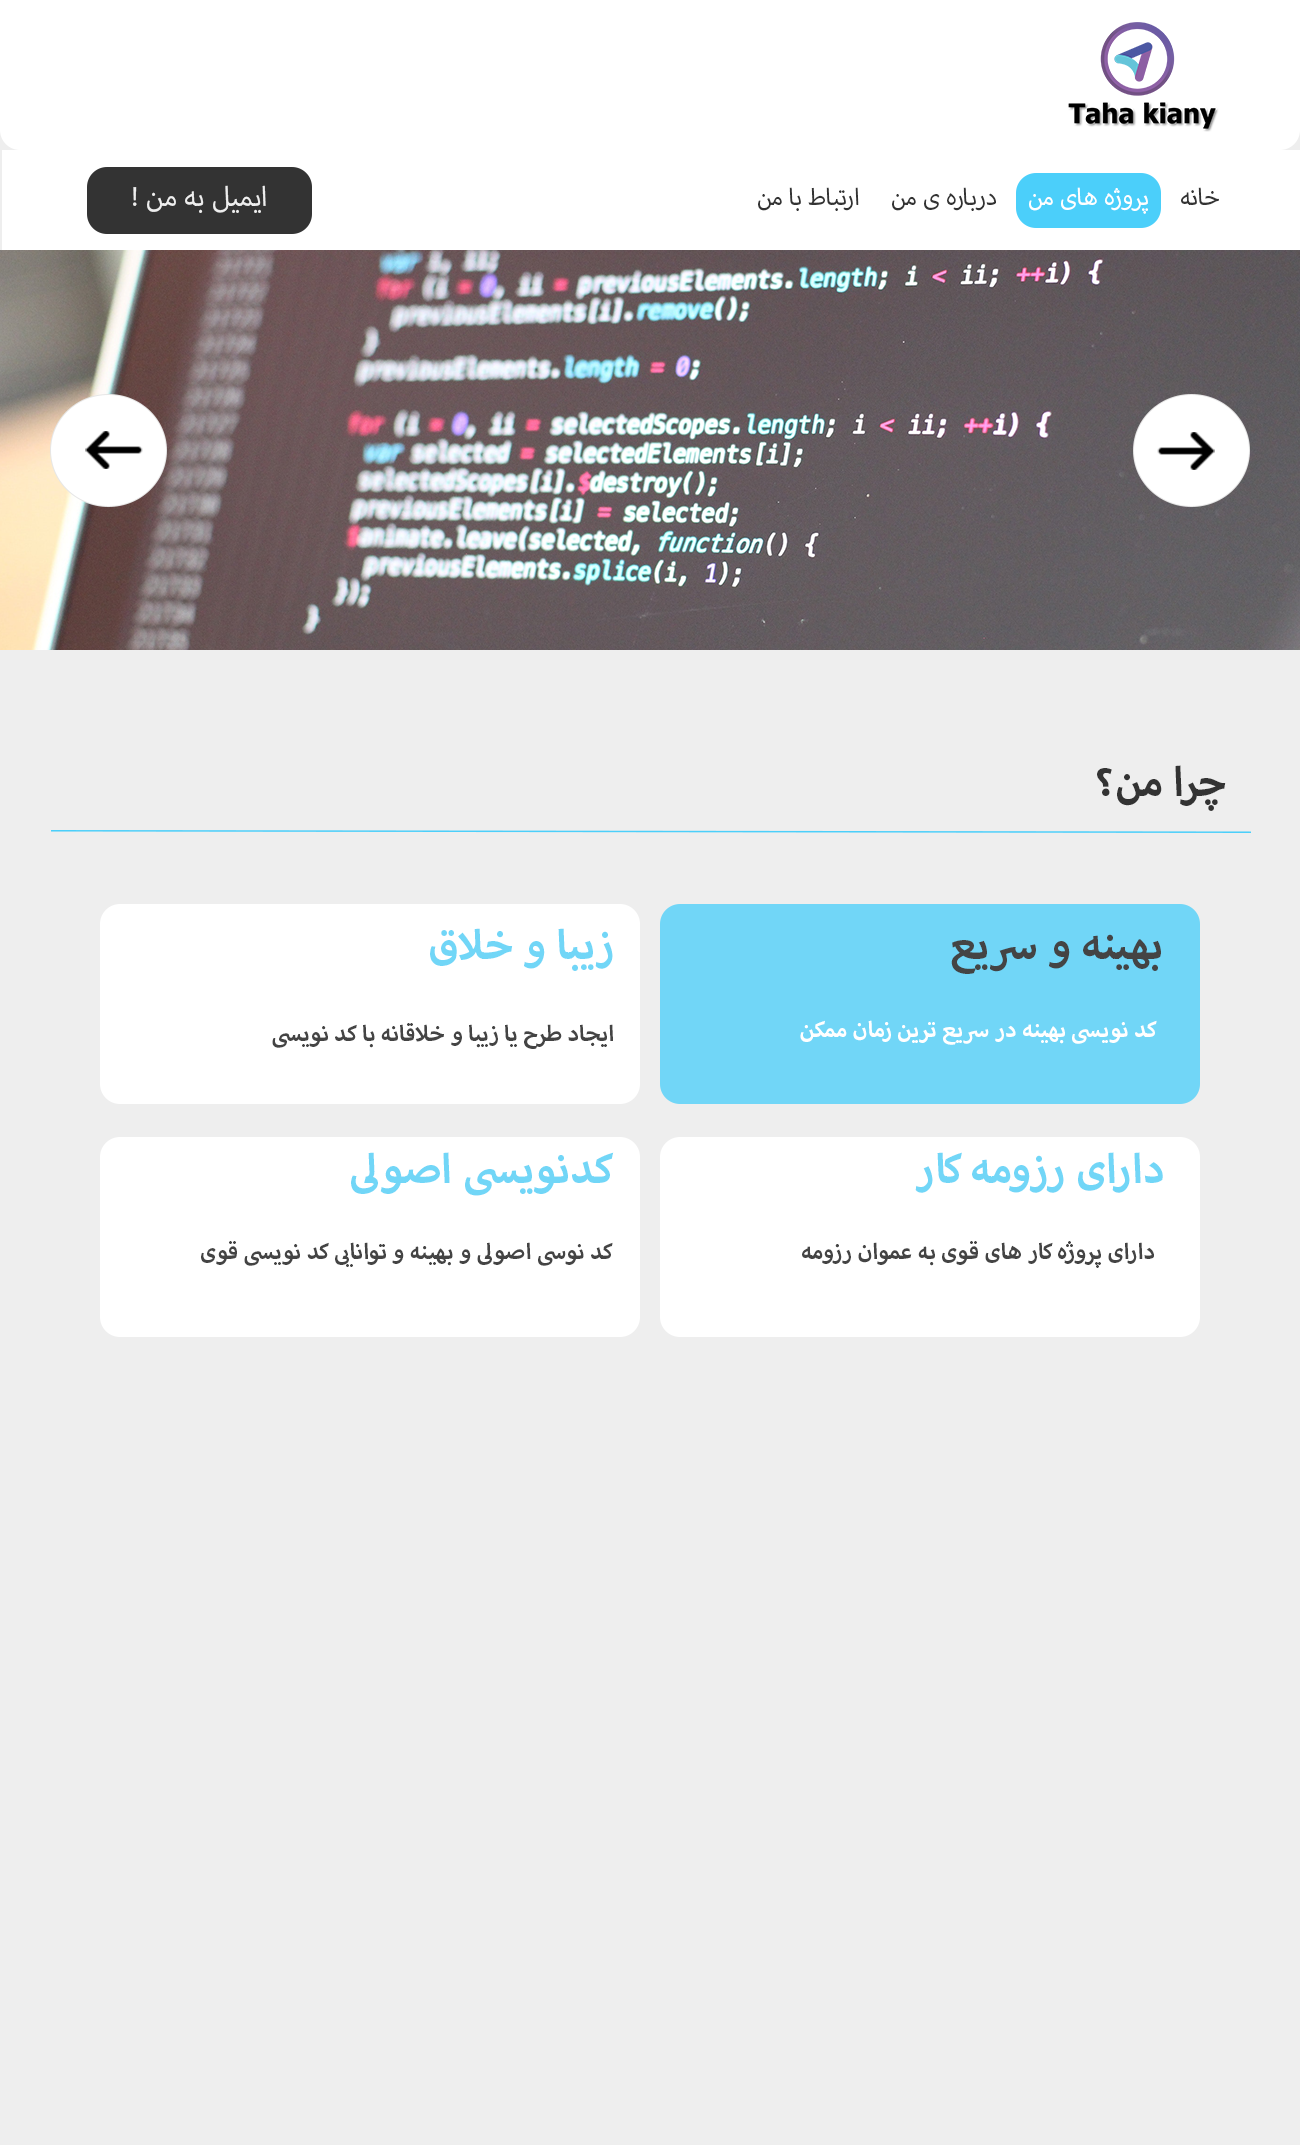 Taha kiany
خانه
پروژه های من
درباره ی من
ارتباط با من
ایمیل به من !
var i, ii;
for (i = 0, ii = previousElements.length; i < ii; ++i) {
previousElements[i].remove();
}
previousElements.length = 0;
for (i = 0, ii = selectedScopes.length; i < ii; ++i) {
var selected = selectedElements[i];
selectedScopes[i].$destroy();
previousElements[i] = selected;
$animate.leave(selected, function() {
previousElements.splice(i, 1);
});
}
چرا من؟
بهینه و سریع
کد نویسی بهینه در سریع ترین زمان ممکن
زیبا و خلاق
ایجاد طرح یا زیبا و خلاقانه با کد نویسی
دارای رزومه کار
دارای پروژه کار های قوی به عموان رزومه
کدنویسی اصولی
کد نوسی اصولی و بهینه و توانایی کد نویسی قوی